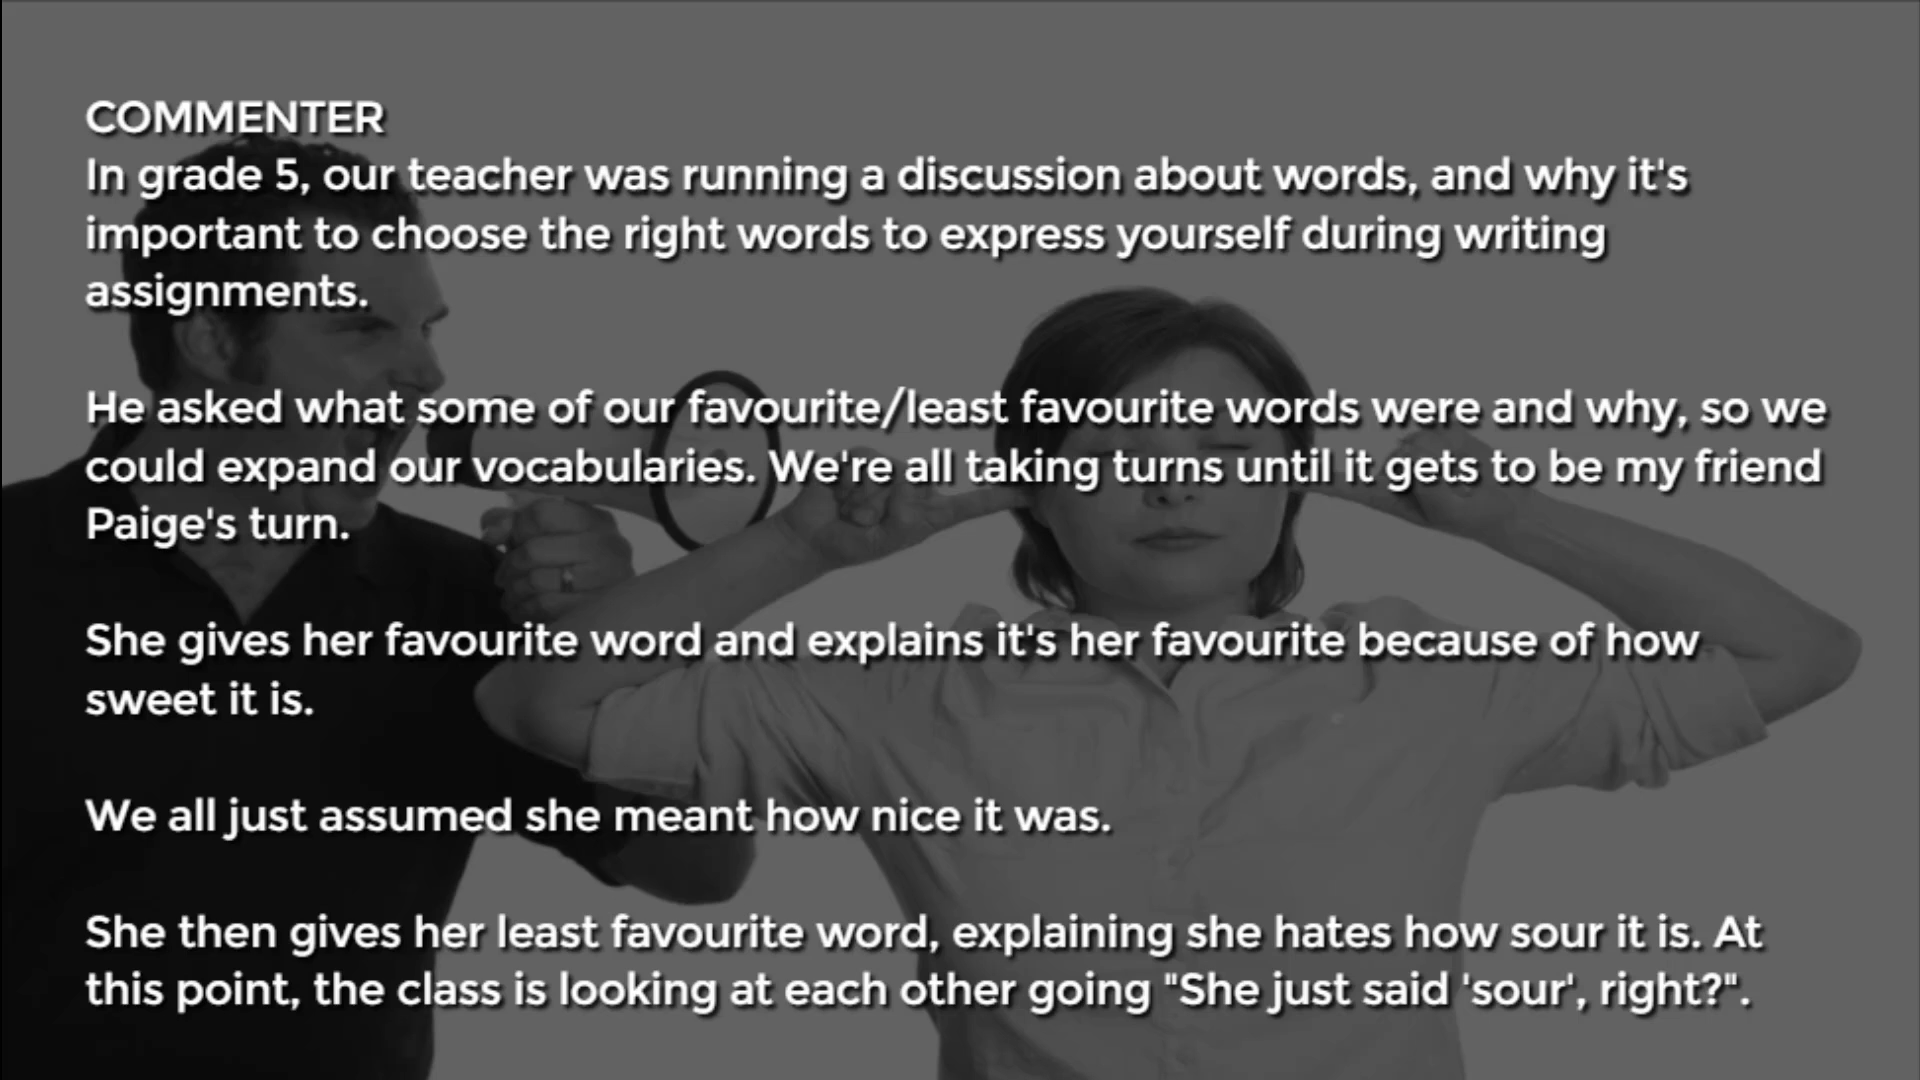 COMMENTER
In grade 5, our teacher was running a discussion about words, and why it's
important to choose the right words to express yourself during writing
assignments.
He asked what some of our favourite/least favourite words were and why, so we
could expand our vocabularies. We're all taking turns until it gets to be my friend
Paige's turn.
She gives her favourite word and explains it's her favourite because of how
sweet it is.
We all just assumed she meant how nice it was.
She then gives her least favourite word, explaining she hates how sour it is. At
this point, the class is looking at each other going "She just said 'sour', right?".